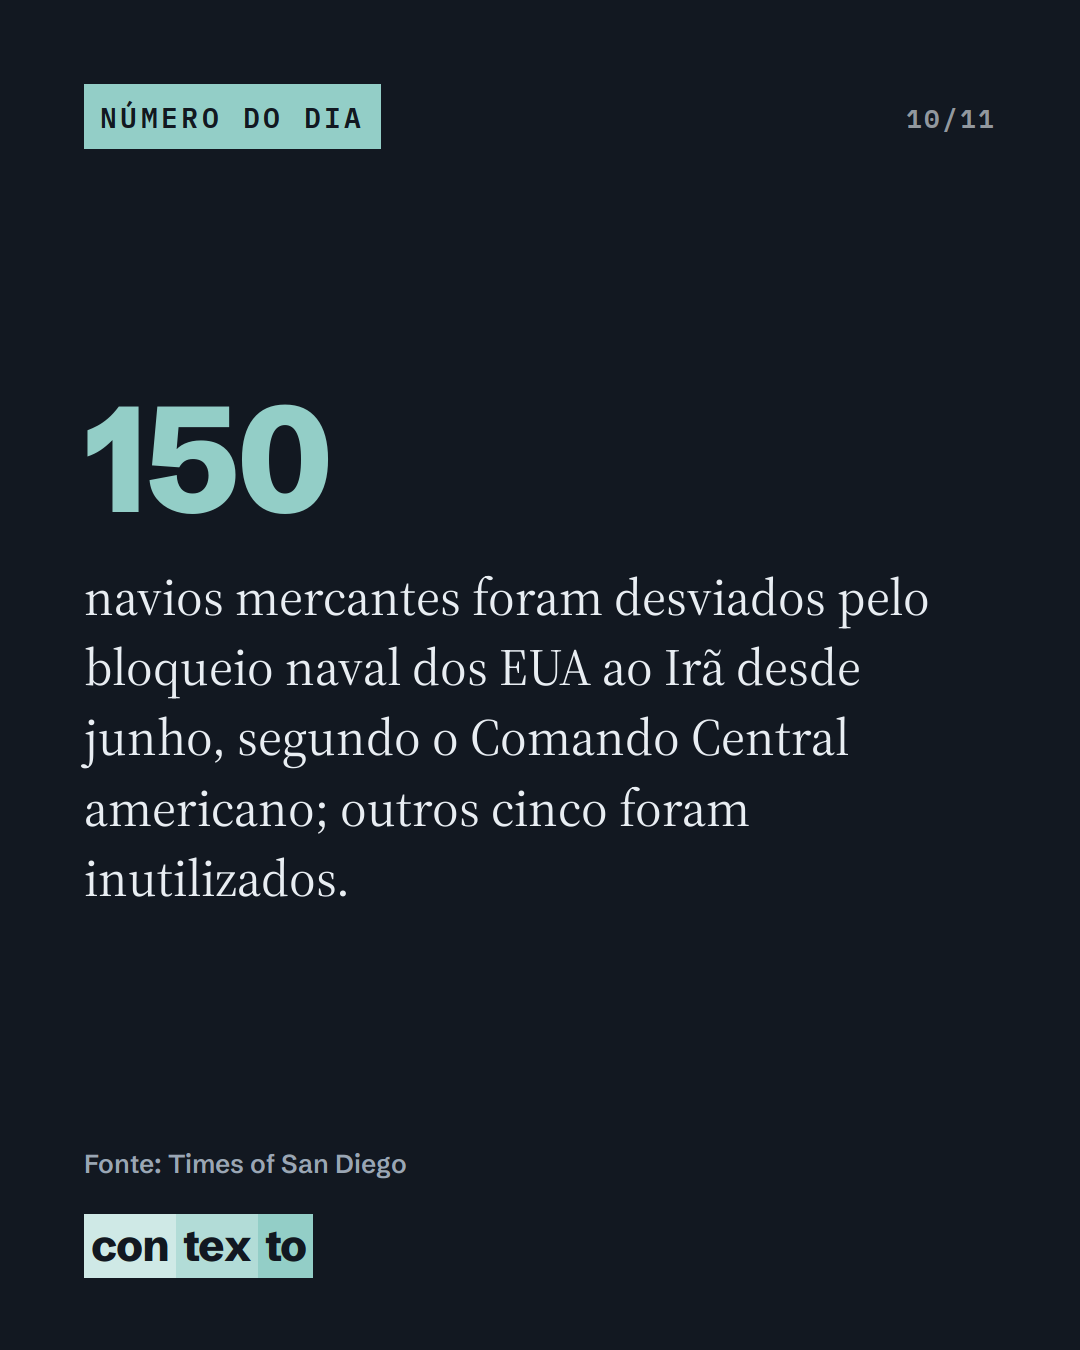 NÚMERO DO DIA
10/11
150
navios mercantes foram desviados pelo
bloqueio naval dos EUA ao Irã desde
junho, segundo o Comando Central
americano; outros cinco foram
inutilizados.
Fonte: Times of San Diego
con tex to